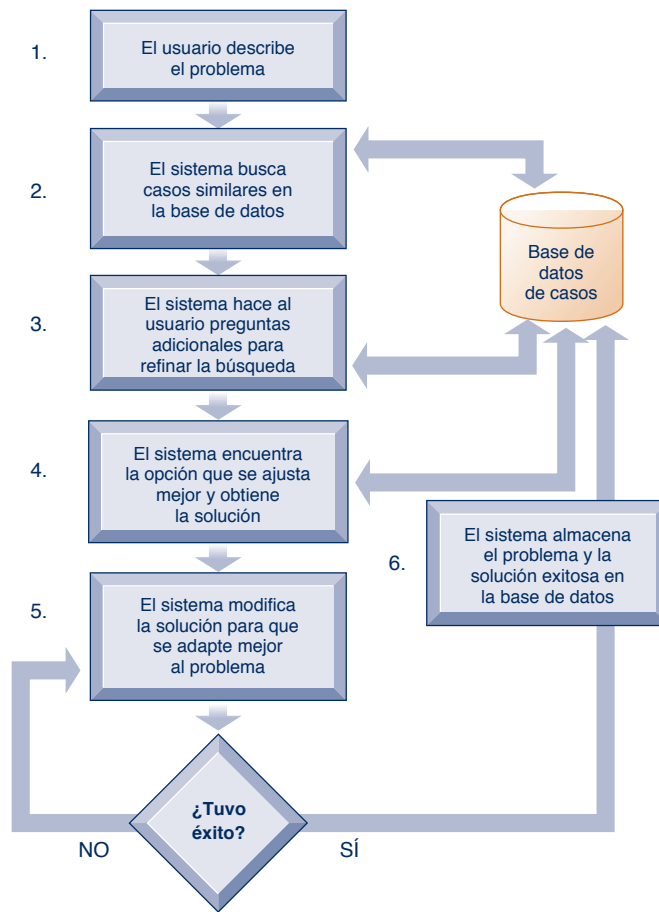 1.
El usuario describe
el problema
2.
El sistema busca
casos similares en
la base de datos
Base de
datos
de casos
3.
El sistema hace al
usuario preguntas
adicionales para
refinar la búsqueda
4.
El sistema encuentra
la opción que se ajusta
mejor y obtiene
la solución
6.
El sistema almacena
el problema y la
solución exitosa en
la base de datos
5.
El sistema modifica
la solución para que
se adapte mejor
al problema
¿Tuvo
éxito?
NO
SÍ